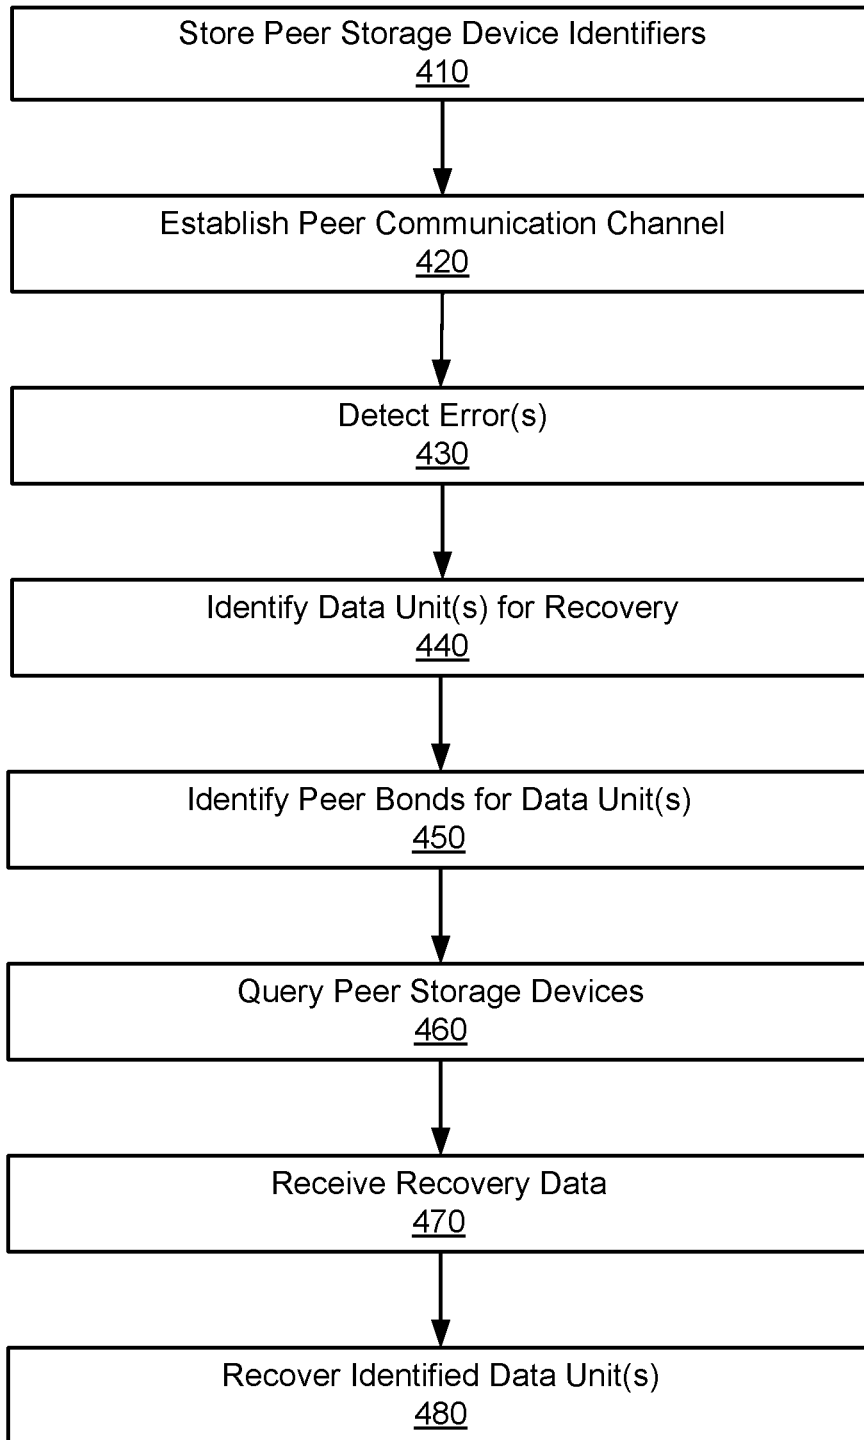 Store Peer Storage Device Identifiers
410
Establish Peer Communication Channel
420
Detect Error(s)
430
Identify Data Unit(s) for Recovery
440
Identify Peer Bonds for Data Unit(s)
450
Query Peer Storage Devices
460
Receive Recovery Data
470
Recover Identified Data Unit(s)
480